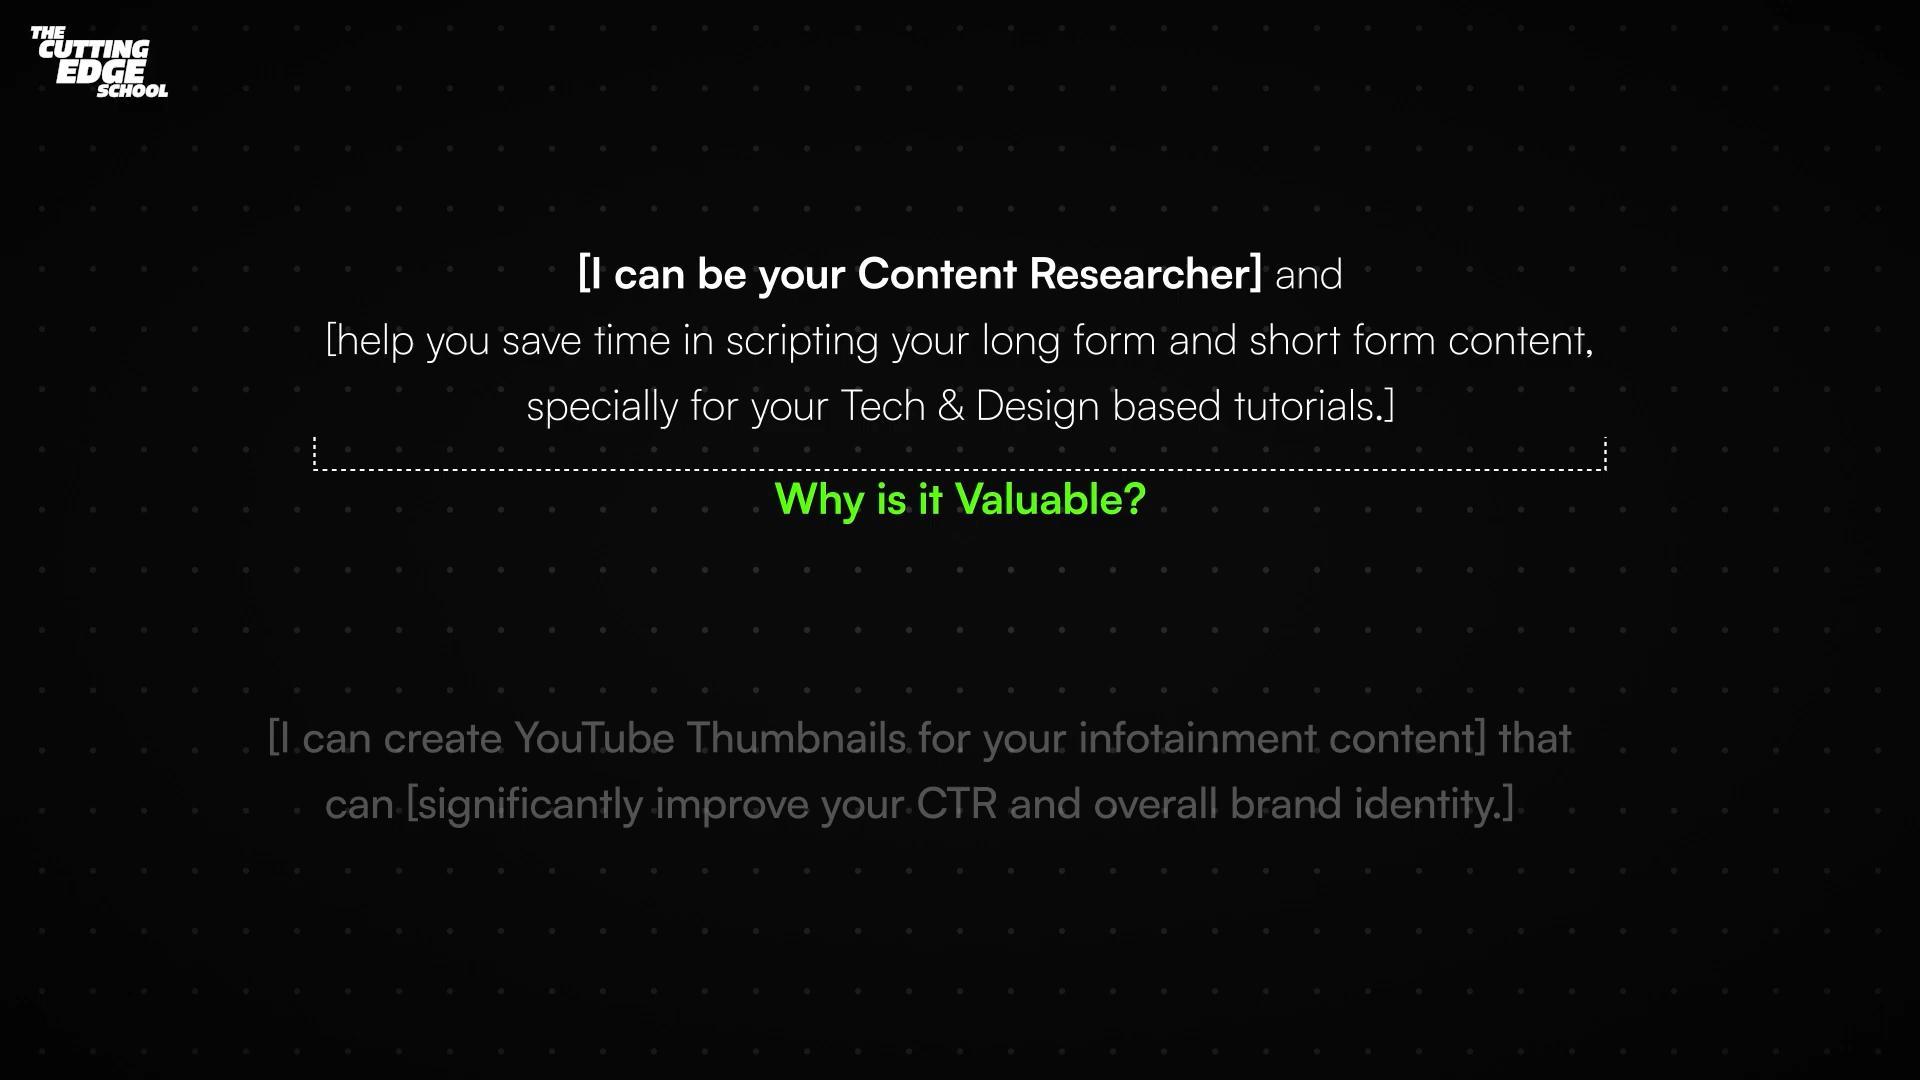 THE
CUTTING
EDGE
SCHOOL
[I can be your Content Researcher] and
[help you save time in scripting your long form and short form content,
specially for your Tech & Design based tutorials.]
Why is it Valuable?
[I can create YouTube Thumbnails for your infotainment content] that
can [significantly improve your CTR and overall brand identity.]